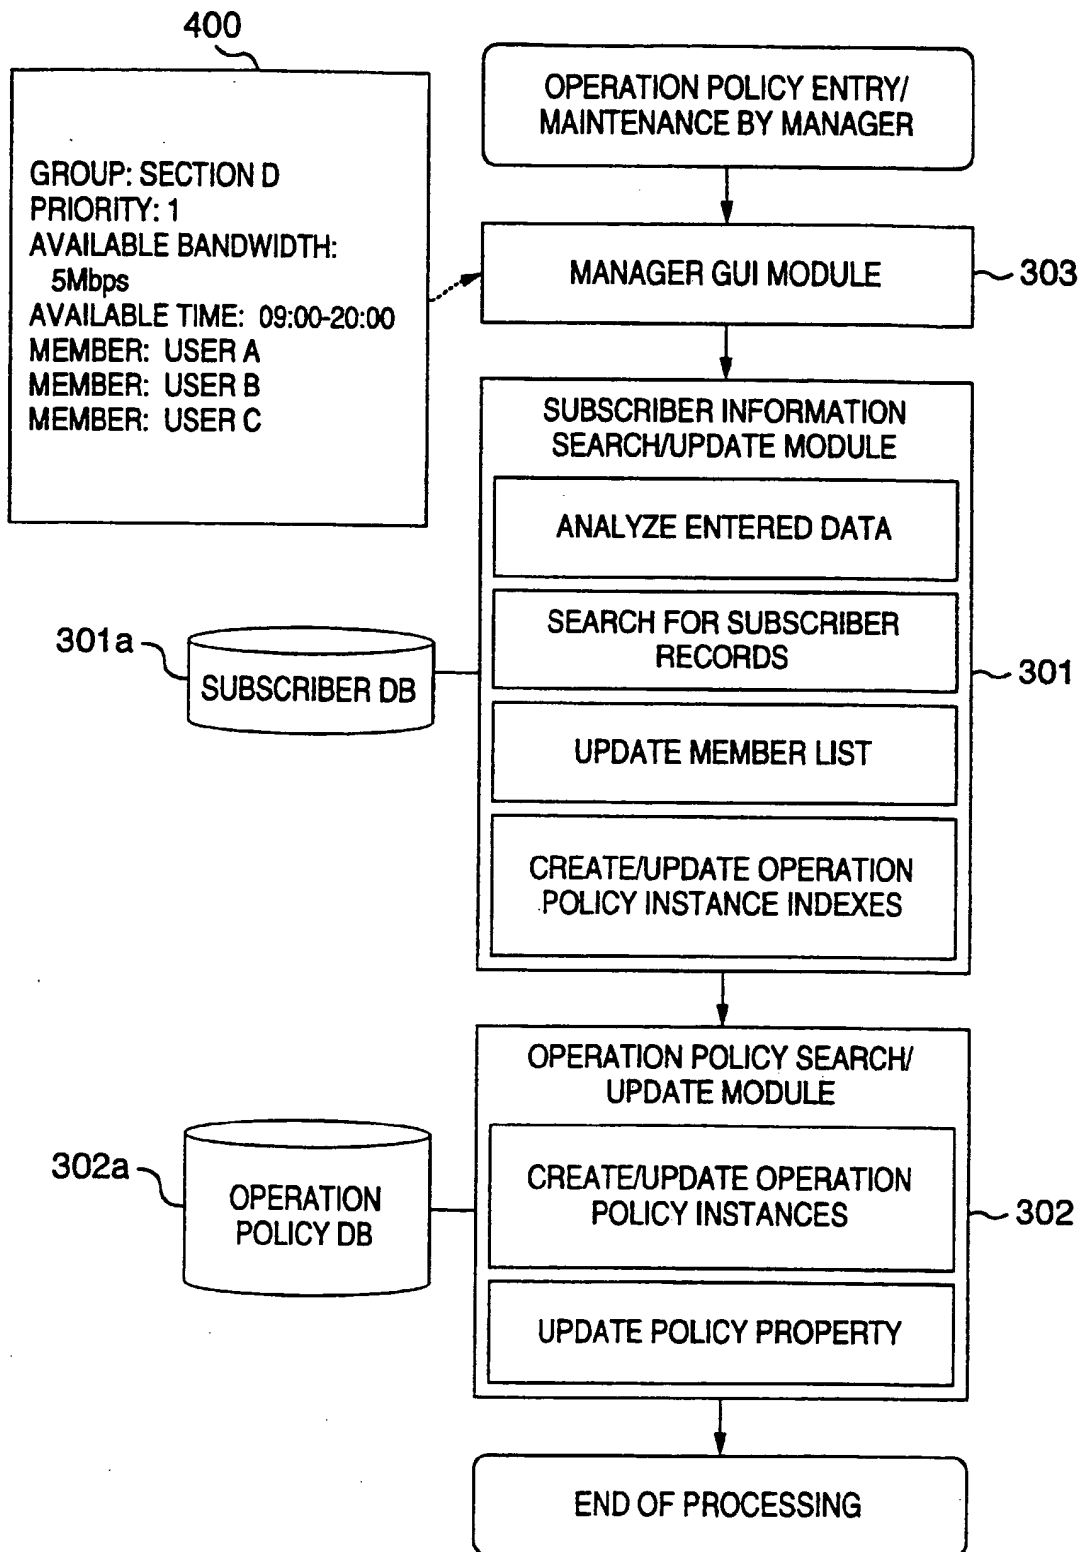 400
OPERATION POLICY ENTRY/
MAINTENANCE BY MANAGER
GROUP: SECTION D
PRIORITY: 1
AVAILABLE BANDWIDTH:
5Mbps
AVAILABLE TIME: 09:00-20:00
MEMBER: USER A
MEMBER: USER B
MEMBER: USER C
MANAGER GUI MODULE
303
SUBSCRIBER INFORMATION
SEARCH/UPDATE MODULE
ANALYZE ENTERED DATA
SEARCH FOR SUBSCRIBER
RECORDS
301a
SUBSCRIBER DB
301
UPDATE MEMBER LIST
CREATE/UPDATE OPERATION
POLICY INSTANCE INDEXES
OPERATION POLICY SEARCH/
UPDATE MODULE
302a
OPERATION
POLICY DB
CREATE/UPDATE OPERATION
POLICY INSTANCES
302
UPDATE POLICY PROPERTY
END OF PROCESSING